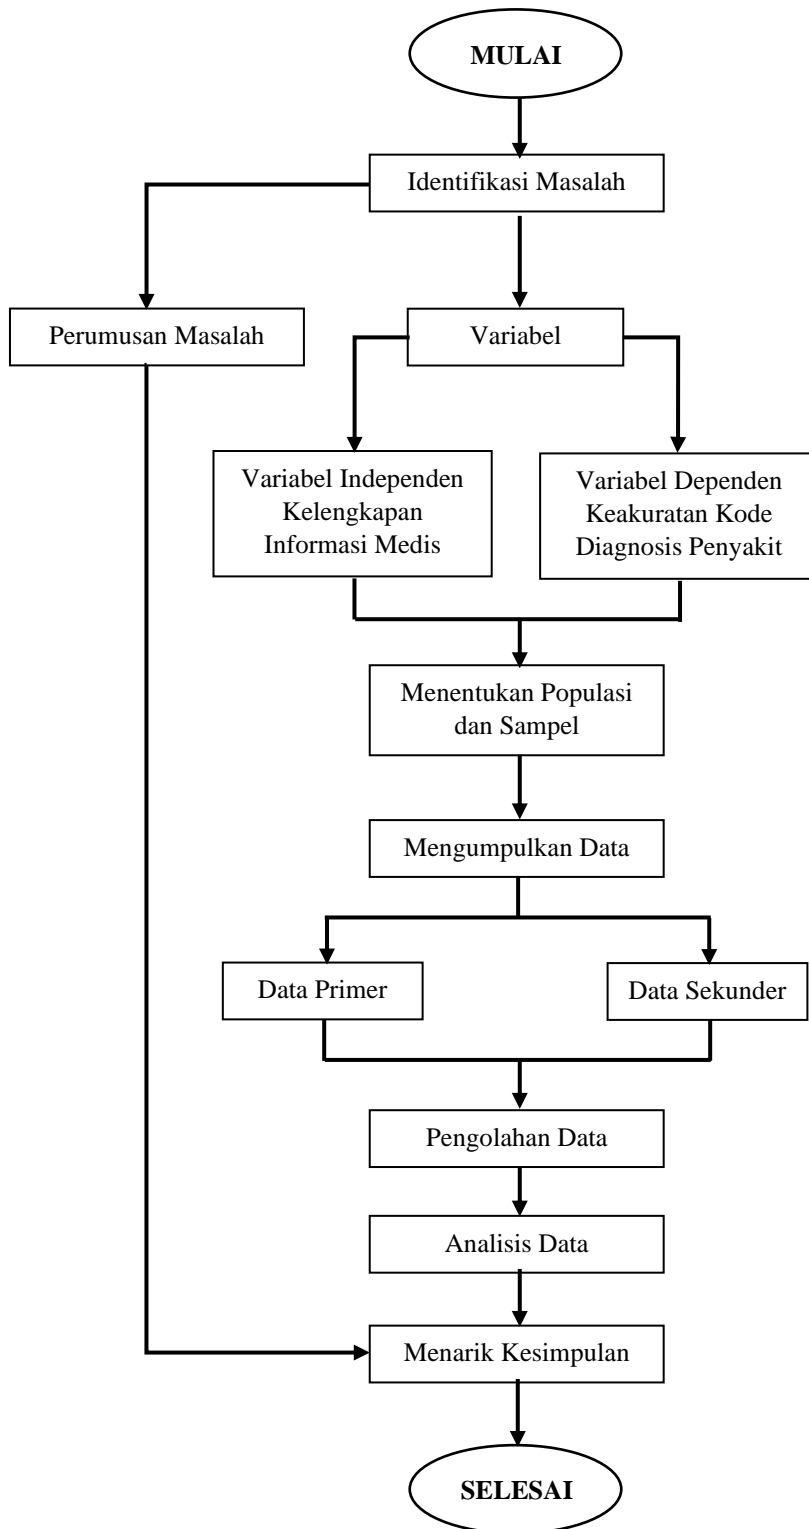 MULAI
Identifikasi Masalah
Perumusan Masalah
Variabel
Variabel Independen
Kelengkapan
Informasi Medis
Variabel Dependen
Keakuratan Kode
Diagnosis Penyakit
Menentukan Populasi
dan Sampel
Mengumpulkan Data
Data Primer
Data Sekunder
Pengolahan Data
Analisis Data
Menarik Kesimpulan
SELESAI